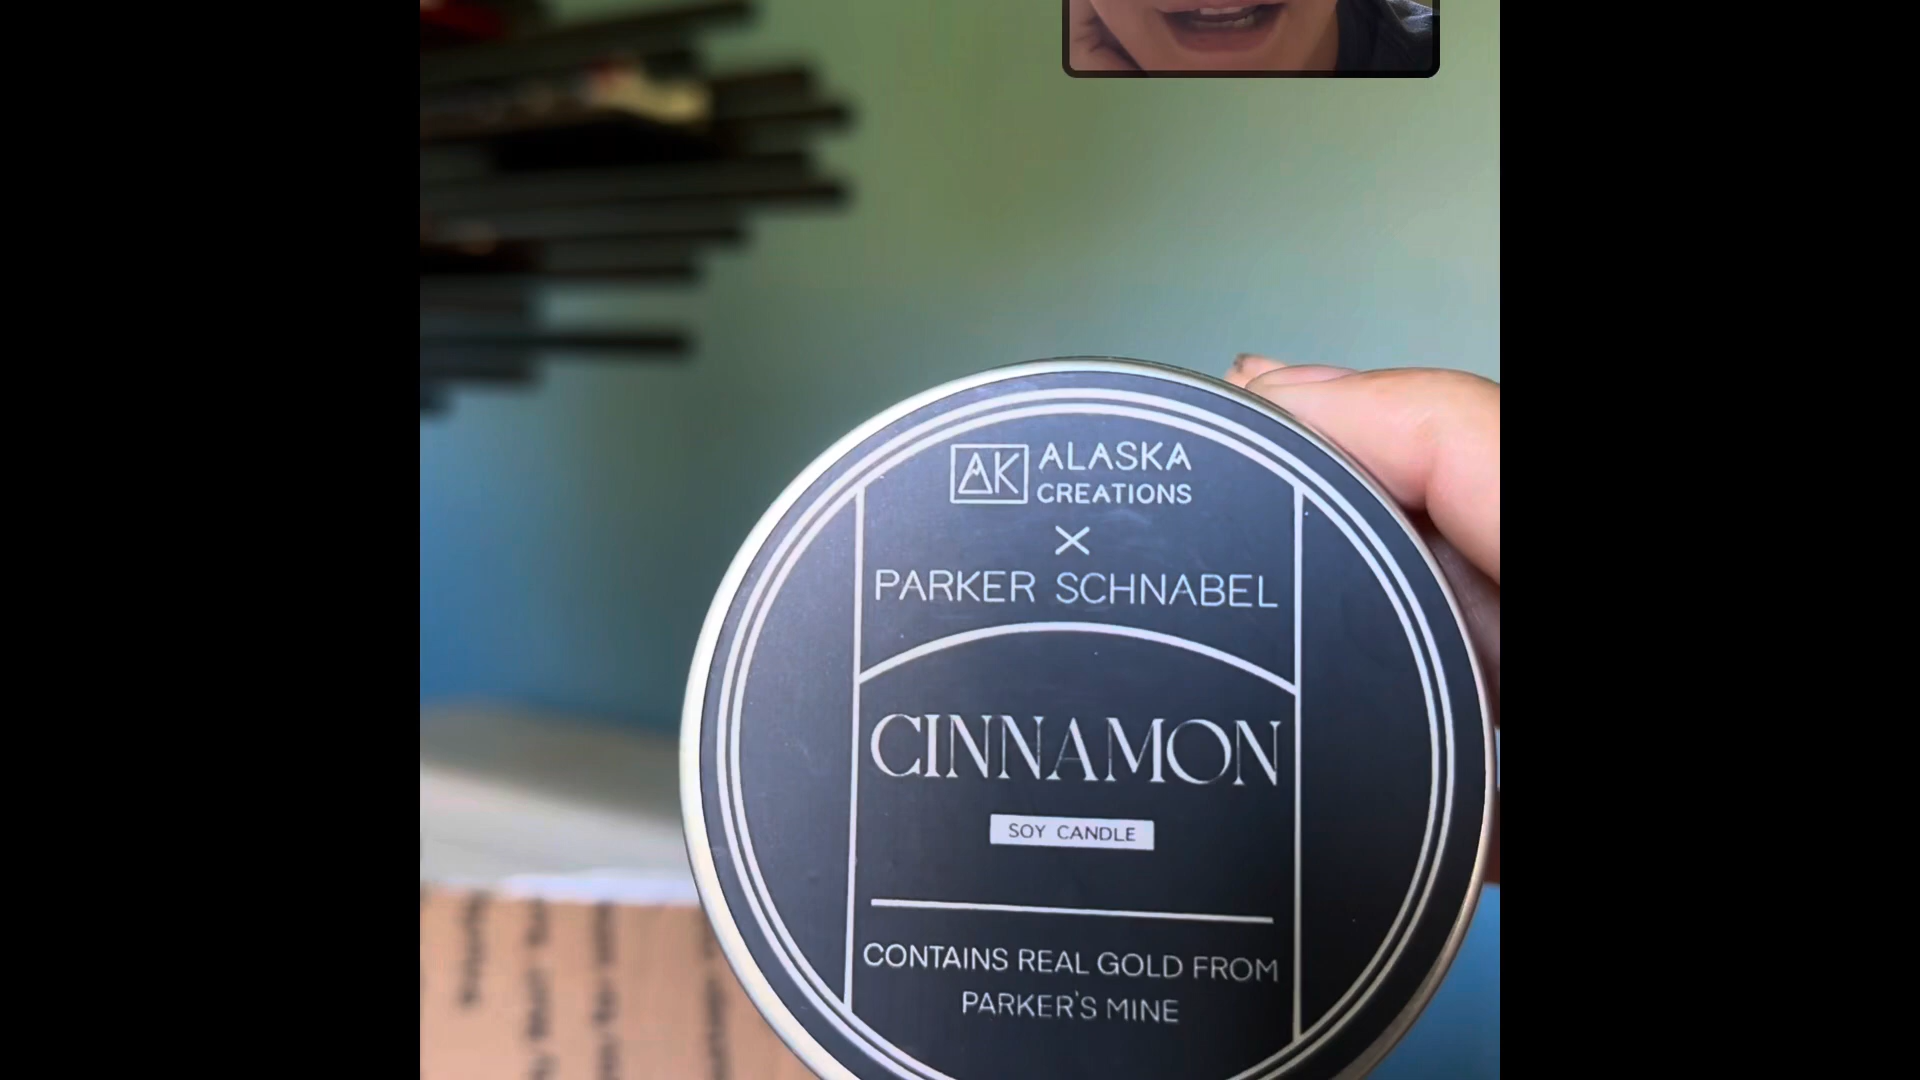 AK ALASKA
CREATIONS
X
PARKER SCHNABEL
CINNAMON
SOY CANDLE
CONTAINS REAL GOLD FROM
PARKER'S MINE